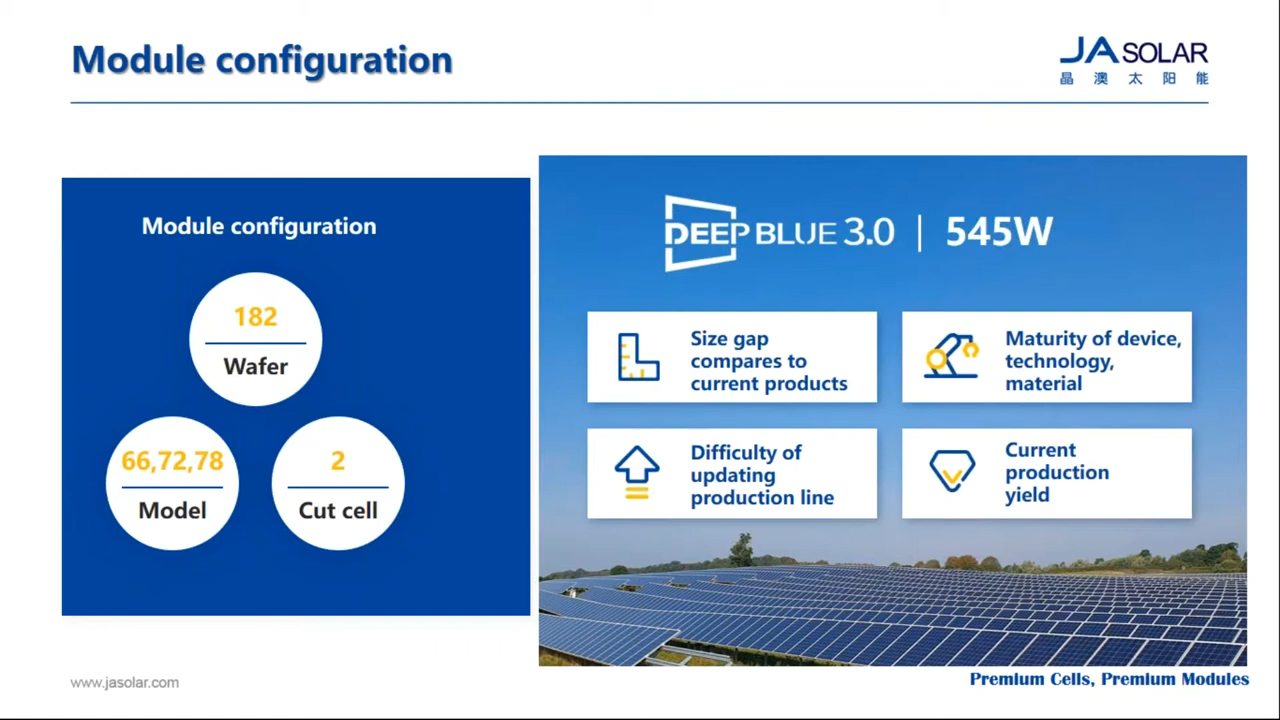 Module configuration
JA SOLAR
晶澳太阳能
Module configuration
182
Wafer
66,72,78
Model
2
Cut cell
DEEP BLUE 3.0 | 545W
Size gap
compares to
current products
Maturity of device,
technology,
material
Difficulty of
updating
production line
Current
production
yield
www.jasolar.com
Premium Cells, Premium Modules